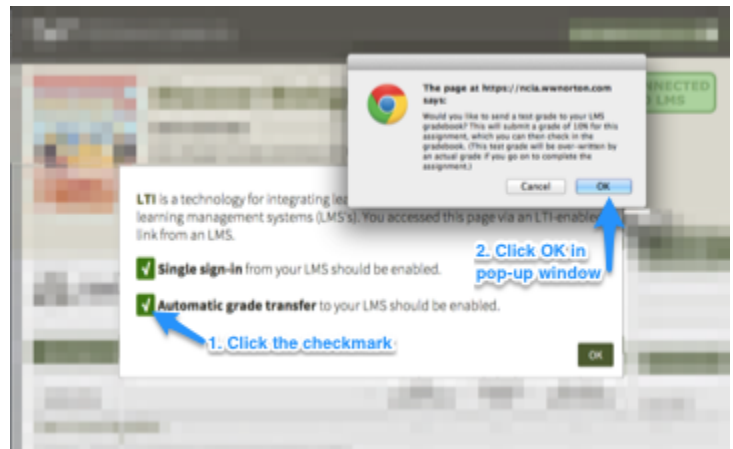 The page at https://ncia.wwnorton.com
says:
Would you like to send a test grade to your LMS
gradebook? This will submit a grade of 10% for this
assignment, which you can then check in the
gradebook. (This test grade will be over-written by
an actual grade if you go on to complete the
assignment.)
Cancel OK
NNECTED
LMS
LTI is a technology for integrating lea
learning management systems (LMS's). You accessed this page via an LTI-enabled
link from an LMS.
2. Click OK in
pop-up window
√ Single sign-in from your LMS should be enabled.
√ Automatic grade transfer to your LMS should be enabled.
1. Click the checkmark
OK